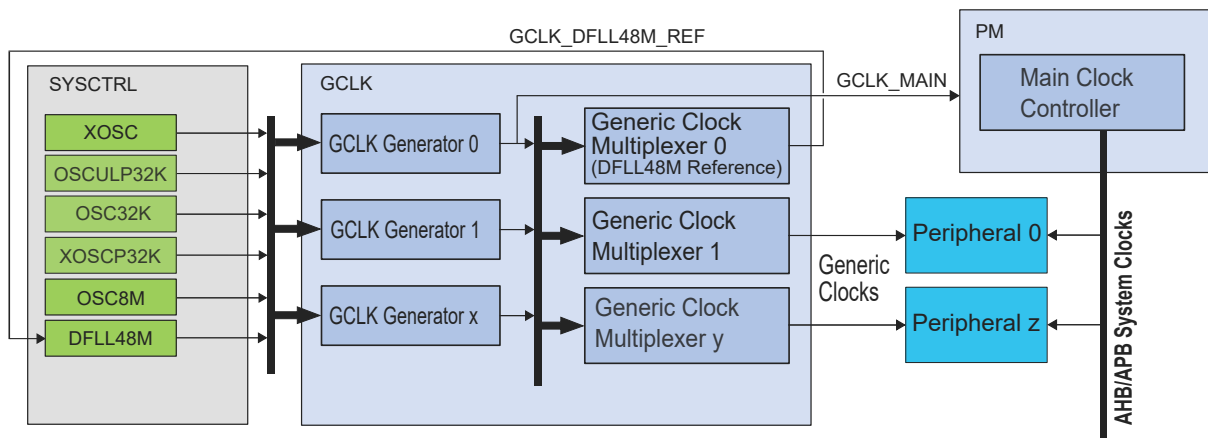 GCLK_DFLL48M_REF
SYSCTRL
XOSC
OSCULP32K
OSC32K
XOSCP32K
OSC8M
DFLL48M
GCLK
GCLK Generator 0
GCLK Generator 1
GCLK Generator x
Generic Clock
Multiplexer 0
(DFLL48M Reference)
Generic Clock
Multiplexer 1
Generic Clock
Multiplexer y
GCLK_MAIN
PM
Main Clock
Controller
Generic
Clocks
Peripheral 0
Peripheral z
AHB/APB System Clocks